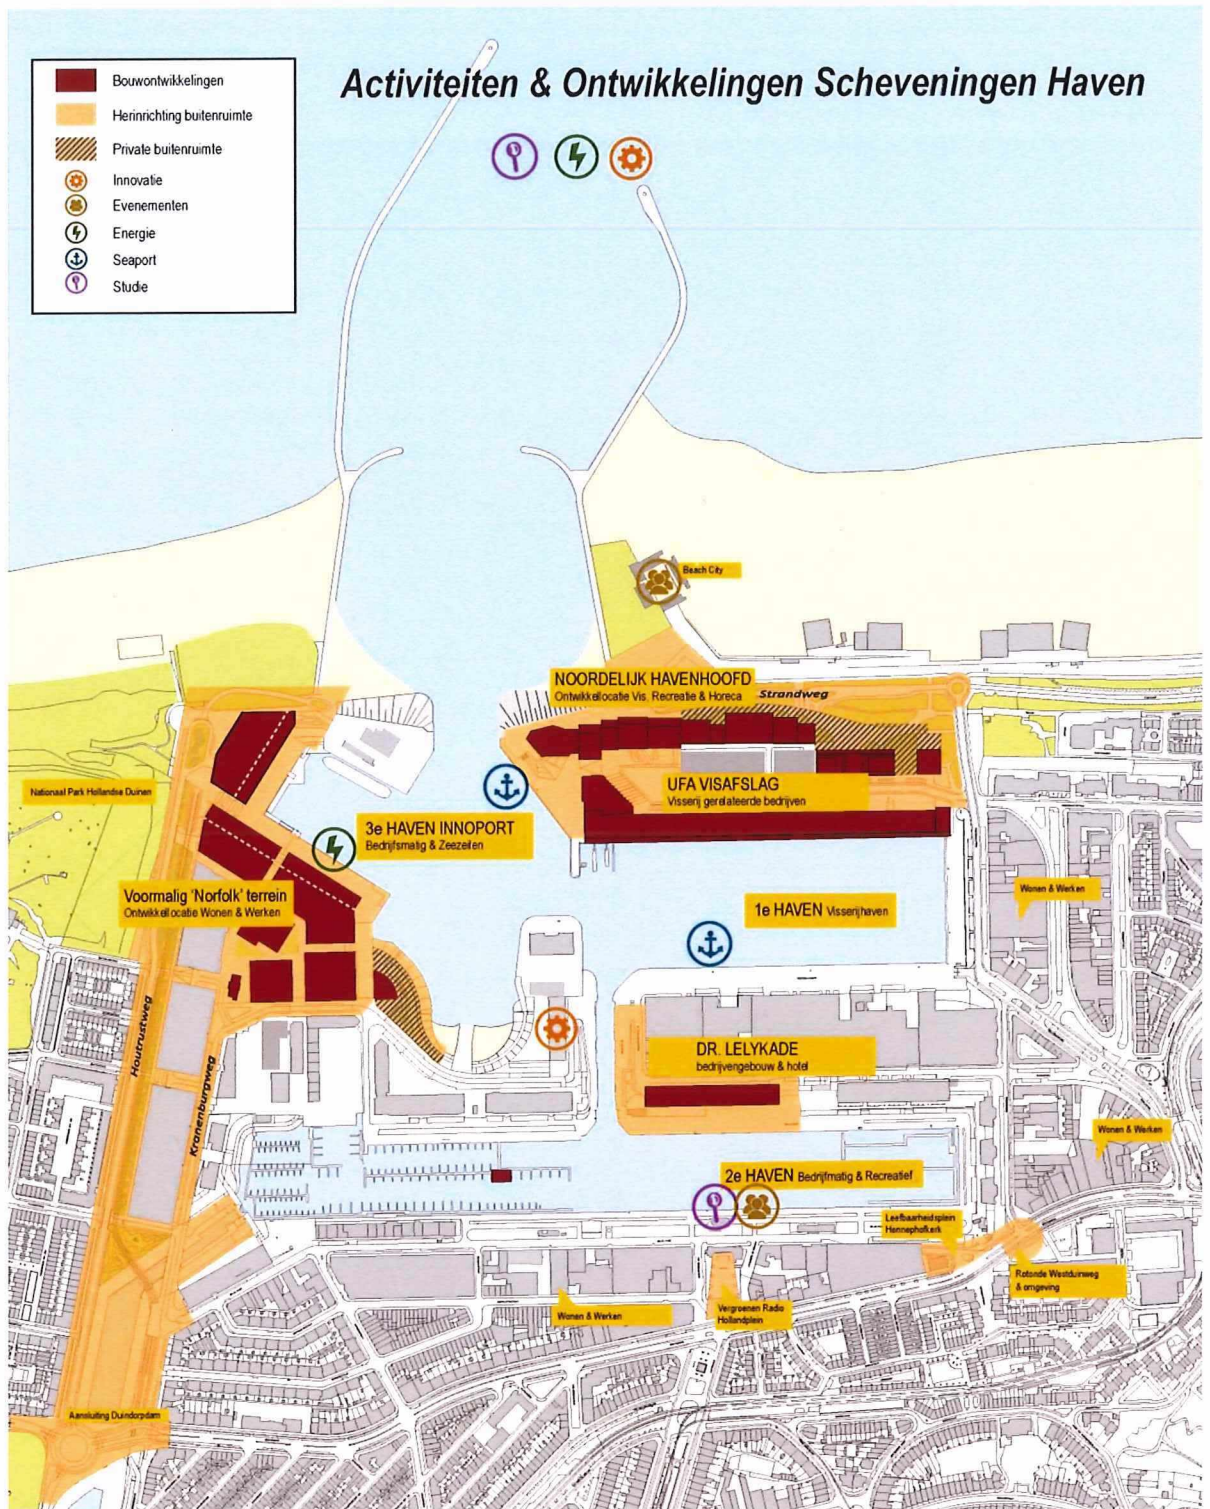 Activiteiten & Ontwikkelingen Scheveningen Haven
Bouwontwikkelingen
Herinrichting buitenruimte
Private buitenruimte
Innovatie
Evenementen
Energie
Seaport
Studie
Beach City
NOORDELIJK HAVENHOOFD
Ontwikkellocatie Vis. Recreatie & Horeca
Strandweg
Nationaal Park Hollandse Duinen
UFA VISAFSLAG
Visserij gerelateerde bedrijven
3e HAVEN INNOPORT
Bedrijfsmatig & Zeezeilen
Voormalig 'Norfolk' terrein
Ontwikkellocatie Wonen & Werken
1e HAVEN Visserijhaven
Wonen & Werken
Houtrustweg
Kranenburgweg
DR. LELYKADE
bedrijvengebouw & hotel
Wonen & Werken
2e HAVEN Bedrijfmatig & Recreatief
Leefbaarheidsplein
Hennephofkerk
Rotonde Westduinweg
& omgeving
Wonen & Werken
Vergroenen Radio
Hollandplein
Aansluiting Duindorpdam